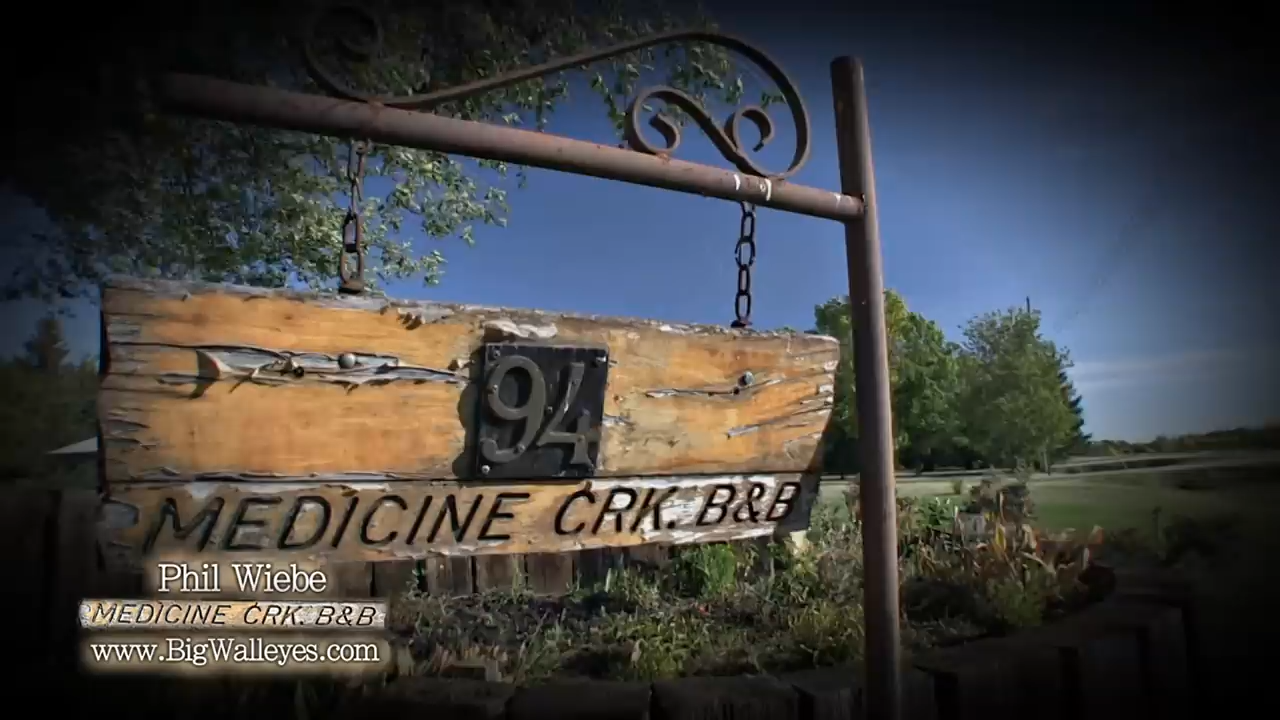 94
MEDICINE CRK. B&B
Phil Wiebe
MEDICINE CRK. B&B
www.BigWalleyes.com